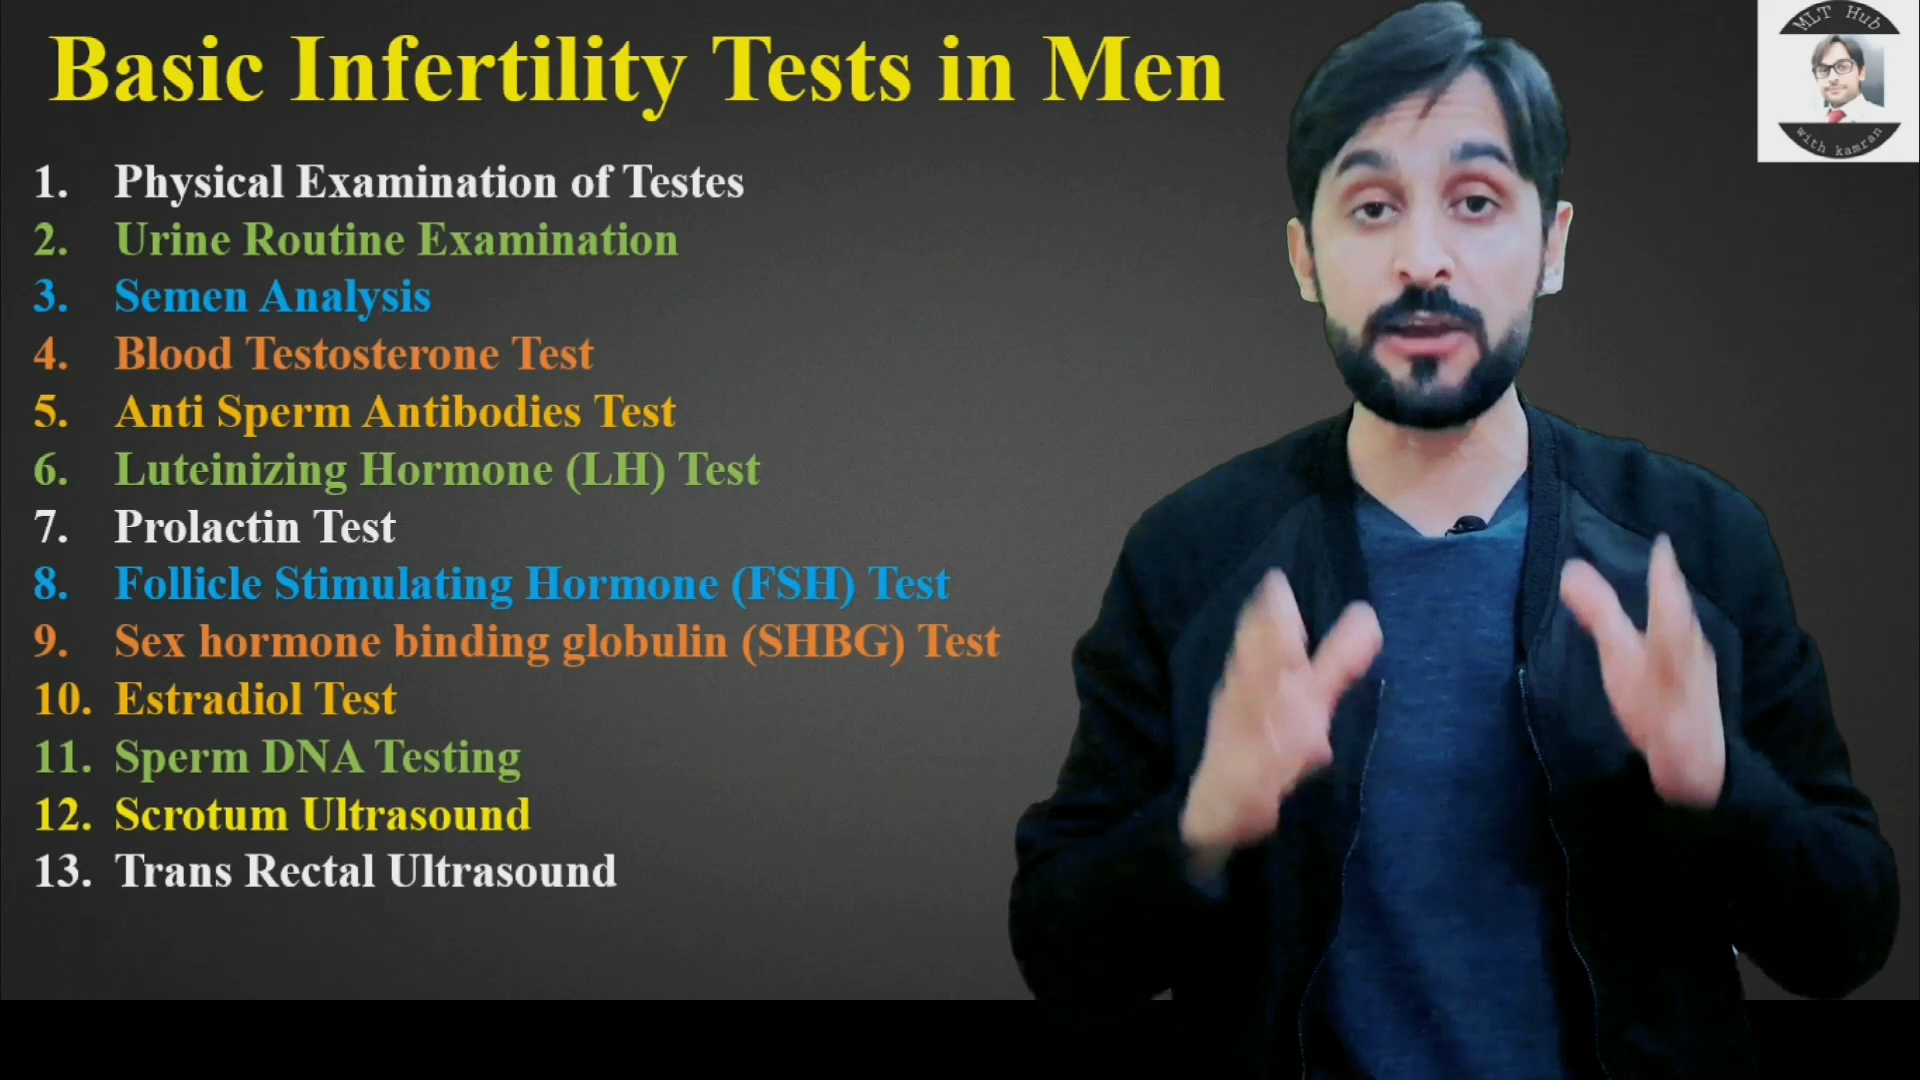 Basic Infertility Tests in Men
MLT Hub
with kamran
1. Physical Examination of Testes
2. Urine Routine Examination
3. Semen Analysis
4. Blood Testosterone Test
5. Anti Sperm Antibodies Test
6. Luteinizing Hormone (LH) Test
7. Prolactin Test
8. Follicle Stimulating Hormone (FSH) Test
9. Sex hormone binding globulin (SHBG) Test
10. Estradiol Test
11. Sperm DNA Testing
12. Scrotum Ultrasound
13. Trans Rectal Ultrasound